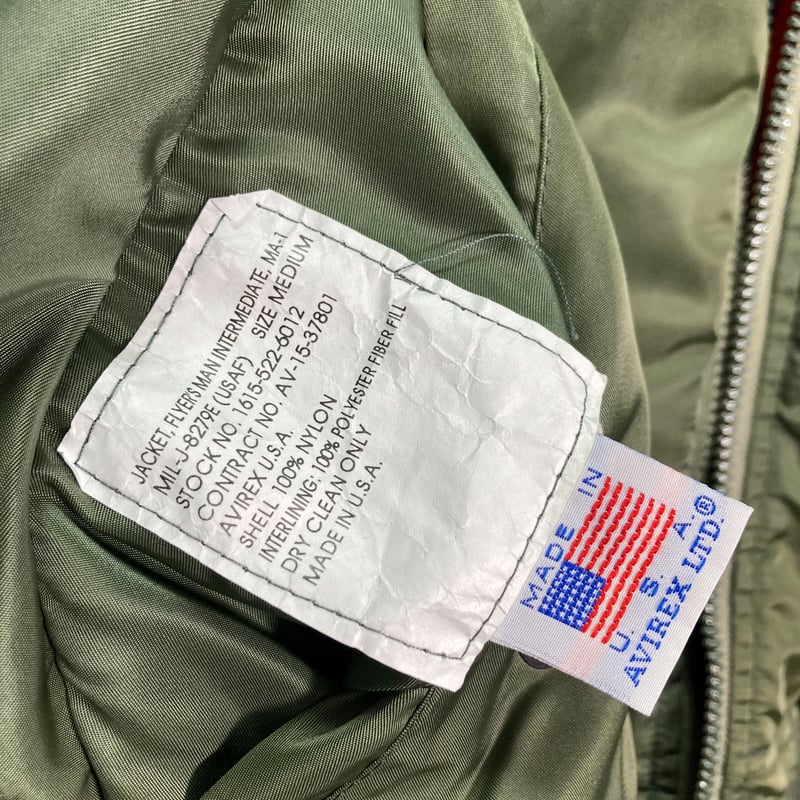 JACKET, FLYERS MAN INTERMEDIATE, MA-1
MIL-J-8279E (USAF) SIZE MEDIUM
STOCK NO. 1615-522-6012
CONTRACT NO. AV-15-37801
AVIREX U.S.A.
SHELL 100% NYLON
INTERLINING: 100% POLYESTER FIBER FILL
DRY CLEAN ONLY
MADE IN U.S.A.
MADE IN
U. S. A.
AVIREX LTD.®